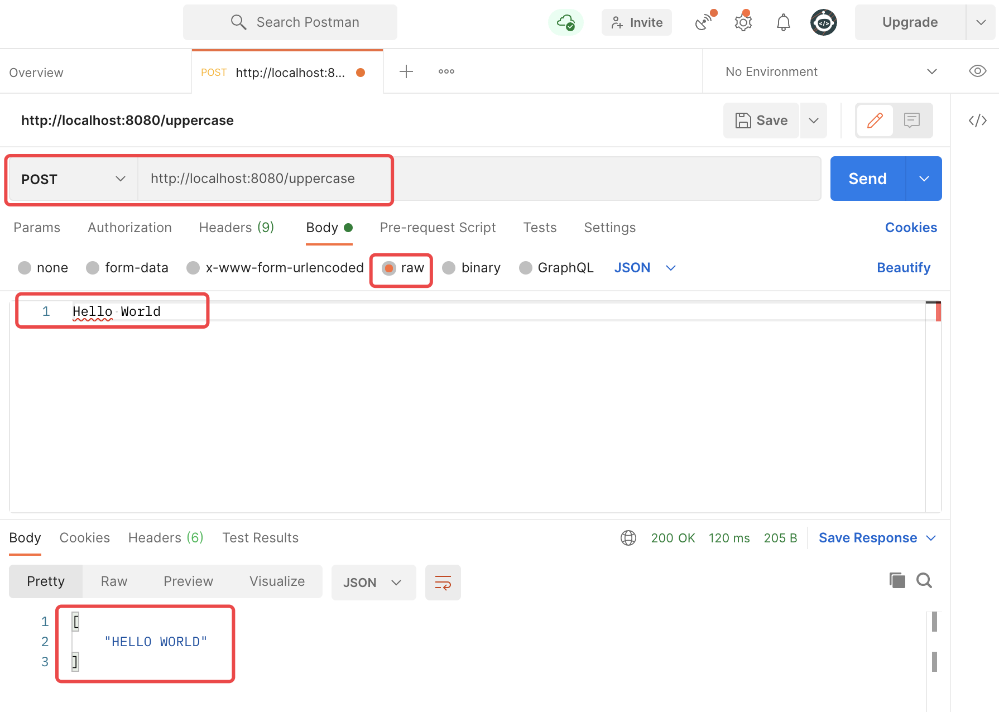 Search Postman
Invite
Upgrade
Overview
POST http://localhost:8...
No Environment
http://localhost:8080/uppercase
Save
</>
POST http://localhost:8080/uppercase
Send
Params Authorization Headers (9) Body Pre-request Script Tests Settings Cookies
none form-data x-www-form-urlencoded raw binary GraphQL JSON Beautify
1 Hello World
Body Cookies Headers (6) Test Results 200 OK 120 ms 205 B Save Response
Pretty Raw Preview Visualize JSON
1 [
2 "HELLO WORLD"
3 ]